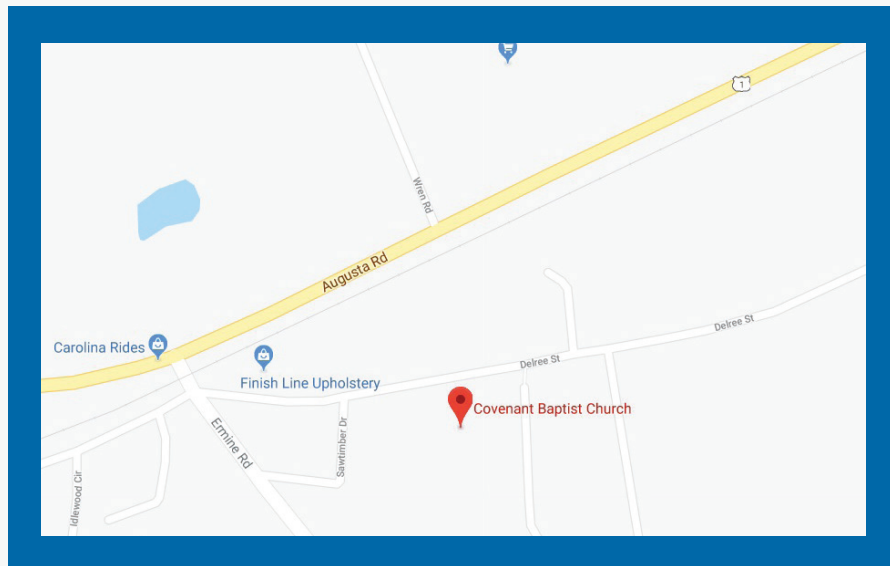 1
Wren Rd
Augusta Rd
Delree St
Carolina Rides
Delree St
Finish Line Upholstery
Covenant Baptist Church
Ermine Rd
Sawtimber Dr
Idlewood Cir